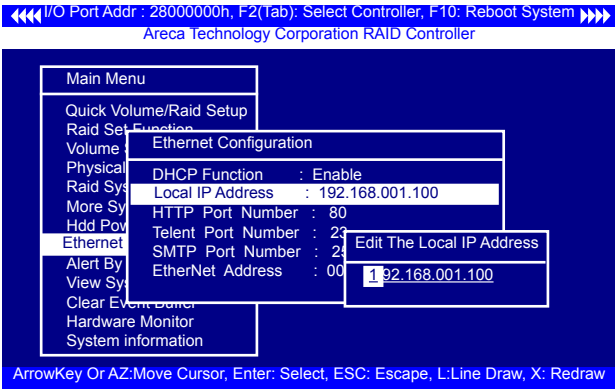 I/O Port Addr : 28000000h, F2(Tab): Select Controller, F10: Reboot System
Areca Technology Corporation RAID Controller
Main Menu
Quick Volume/Raid Setup
Raid Set Function
Volume
Physical
Raid Sys
More Sy
Hdd Pow
Ethernet
Alert By
View Sys
Clear Event Buffer
Hardware Monitor
System information
Ethernet Configuration
DHCP Function : Enable
Local IP Address : 192.168.001.100
HTTP Port Number : 80
Telent Port Number : 23
SMTP Port Number : 25
EtherNet Address : 00
Edit The Local IP Address
192.168.001.100
ArrowKey Or AZ:Move Cursor, Enter: Select, ESC: Escape, L:Line Draw, X: Redraw